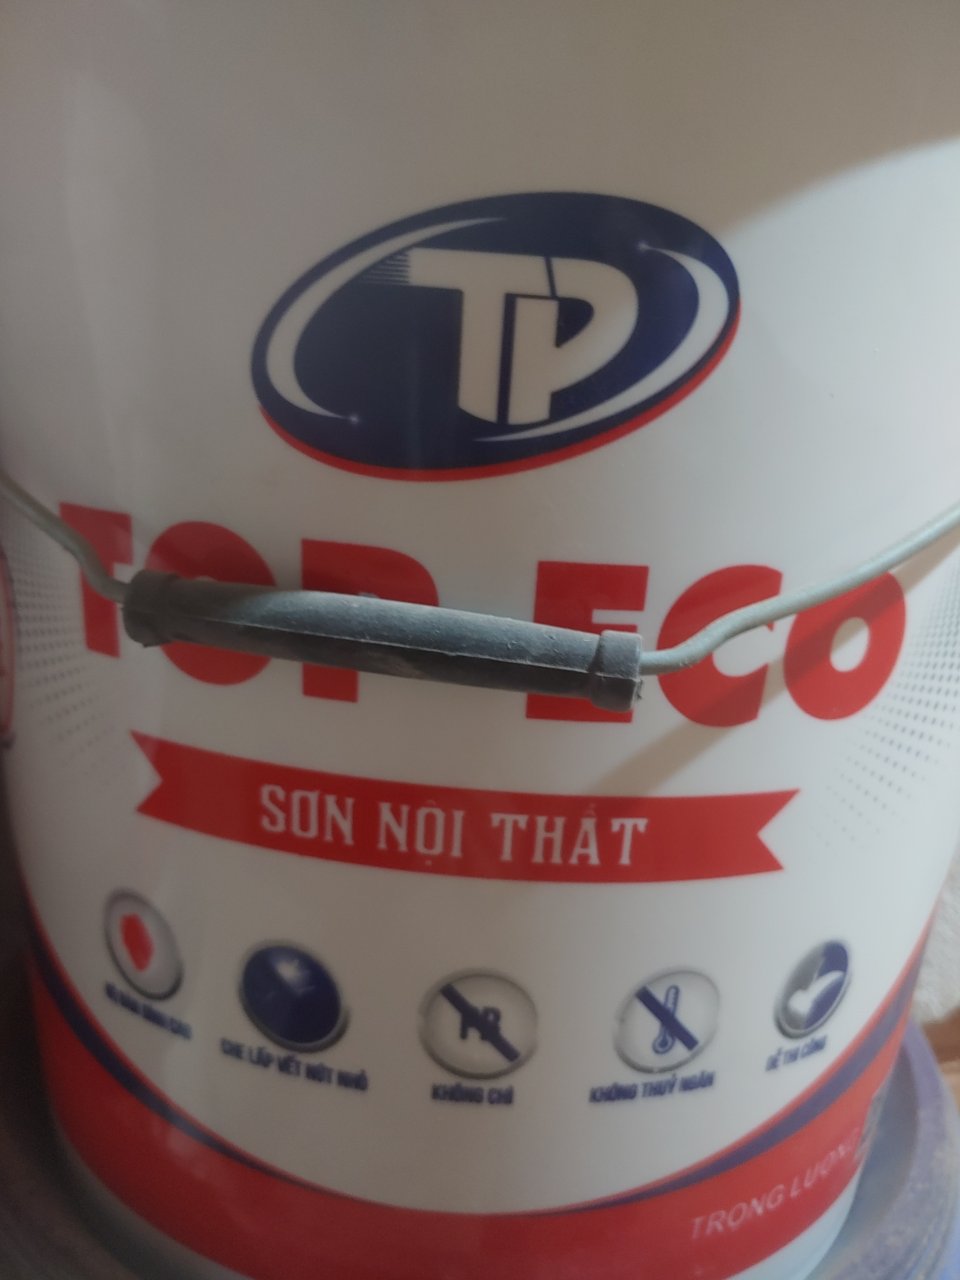 TP
TOP ECO
SƠN NỘI THẤT
CHE LẤP VẾT NỨT NHỎ
KHÔNG CHÌ
KHÔNG THUỶ NGÂN
DỄ THI CÔNG
TRỌNG LƯỢNG